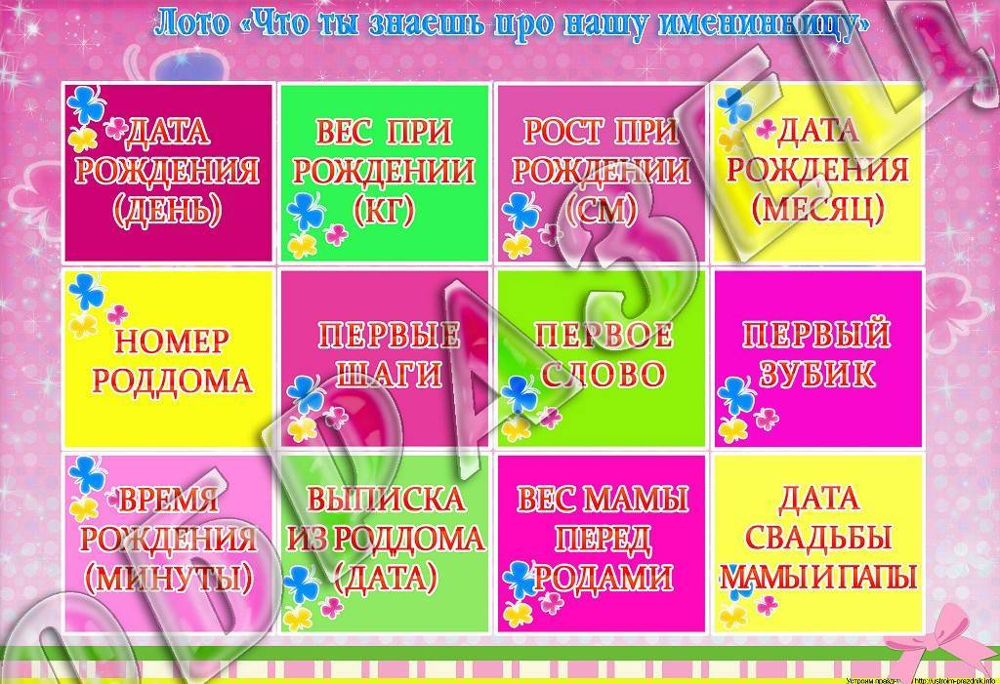 Лото «Что ты знаешь про нашу именинницу»
ДАТА
РОЖДЕНИЯ
(ДЕНЬ)
ВЕС ПРИ
РОЖДЕНИИ
(КГ)
РОСТ ПРИ
РОЖДЕНИИ
(СМ)
ДАТА
РОЖДЕНИЯ
(МЕСЯЦ)
НОМЕР
РОДДОМА
ПЕРВЫЕ
ШАГИ
ПЕРВОЕ
СЛОВО
ПЕРВЫЙ
ЗУБИК
ВРЕМЯ
РОЖДЕНИЯ
(МИНУТЫ)
ВЫПИСКА
ИЗ РОДДОМА
(ДАТА)
ВЕС МАМЫ
ПЕРЕД
РОДАМИ
ДАТА
СВАДЬБЫ
МАМЫ И ПАПЫ
ОБРАЗЕЦ
Устроим http://ustroim-prazdnik.info